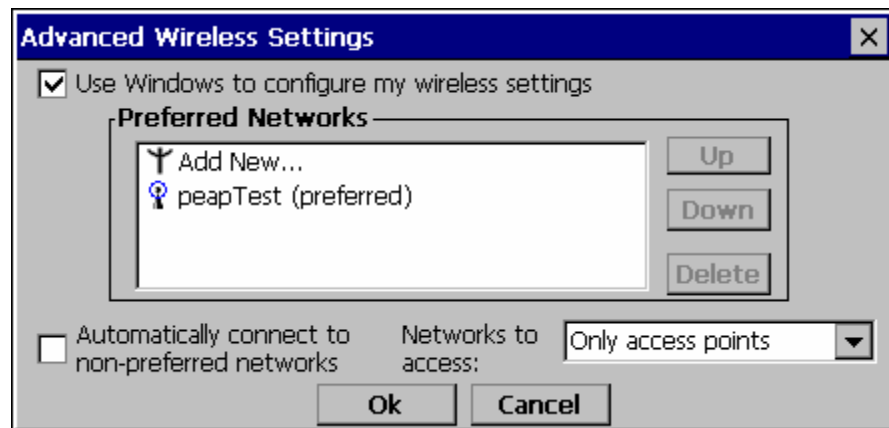 Advanced Wireless Settings
Use Windows to configure my wireless settings
Preferred Networks
Add New...
peapTest (preferred)
Up
Down
Delete
Automatically connect to
non-preferred networks
Networks to
access:
Only access points
Ok
Cancel